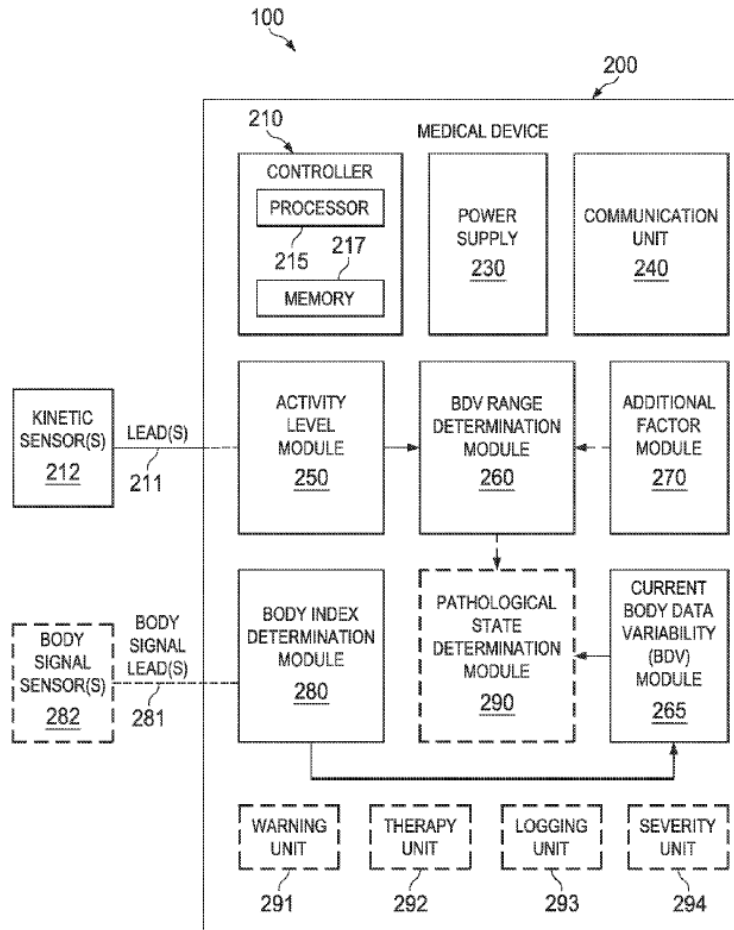 100
200
210
MEDICAL DEVICE
CONTROLLER
PROCESSOR
215
217
MEMORY
POWER
SUPPLY
230
COMMUNICATION
UNIT
240
KINETIC
SENSOR(S)
212
LEAD(S)
211
ACTIVITY
LEVEL
MODULE
250
BDV RANGE
DETERMINATION
MODULE
260
ADDITIONAL
FACTOR
MODULE
270
BODY
SIGNAL
SENSOR(S)
282
BODY
SIGNAL
LEAD(S)
281
BODY INDEX
DETERMINATION
MODULE
280
PATHOLOGICAL
STATE
DETERMINATION
MODULE
290
CURRENT
BODY DATA
VARIABILITY
(BDV)
MODULE
265
WARNING
UNIT
291
THERAPY
UNIT
292
LOGGING
UNIT
293
SEVERITY
UNIT
294